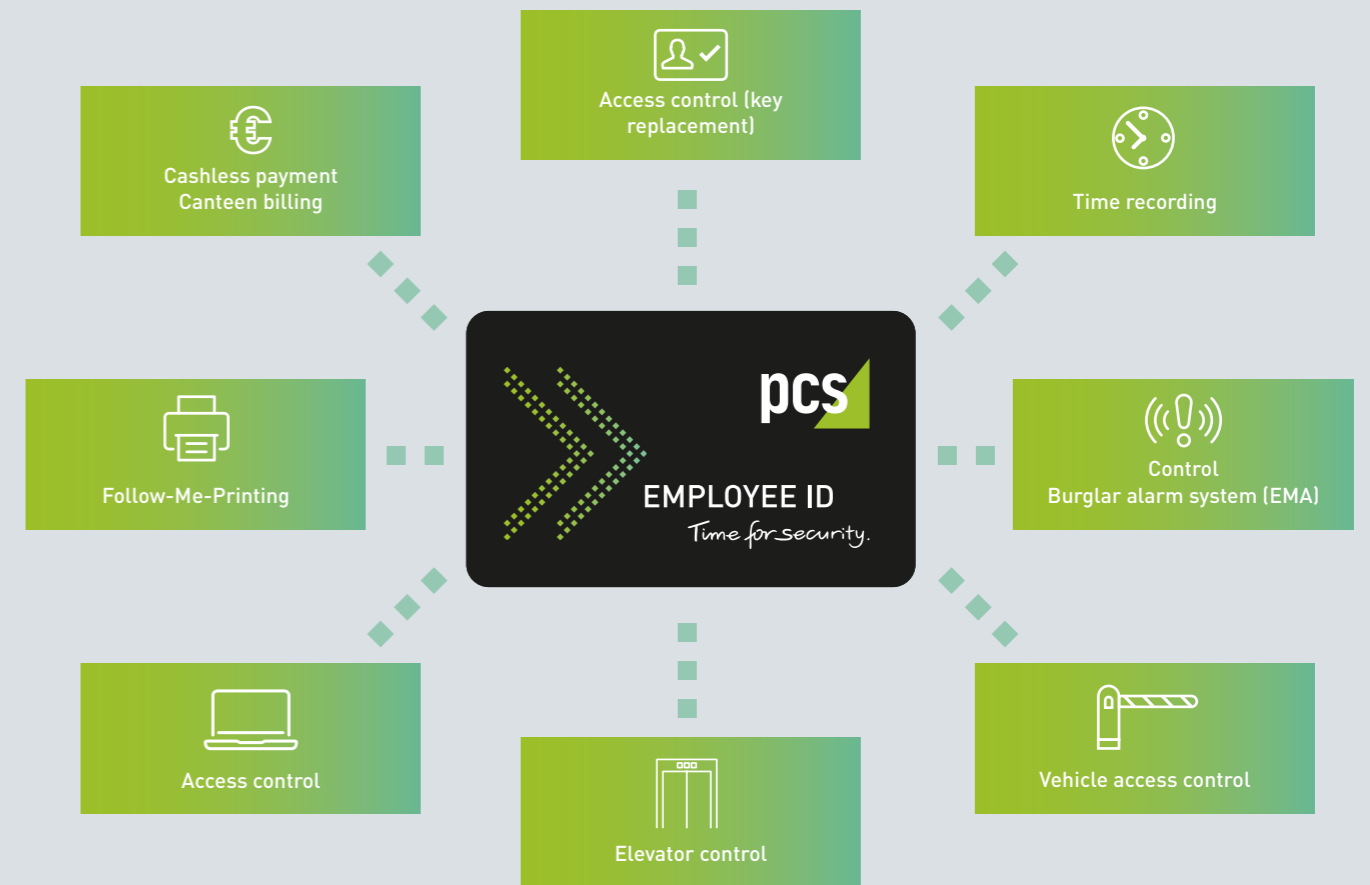 Access control (key
replacement)
Cashless payment
Canteen billing
Time recording
pcs
EMPLOYEE ID
Time for security.
Follow-Me-Printing
Control
Burglar alarm system (EMA)
Access control
Vehicle access control
Elevator control